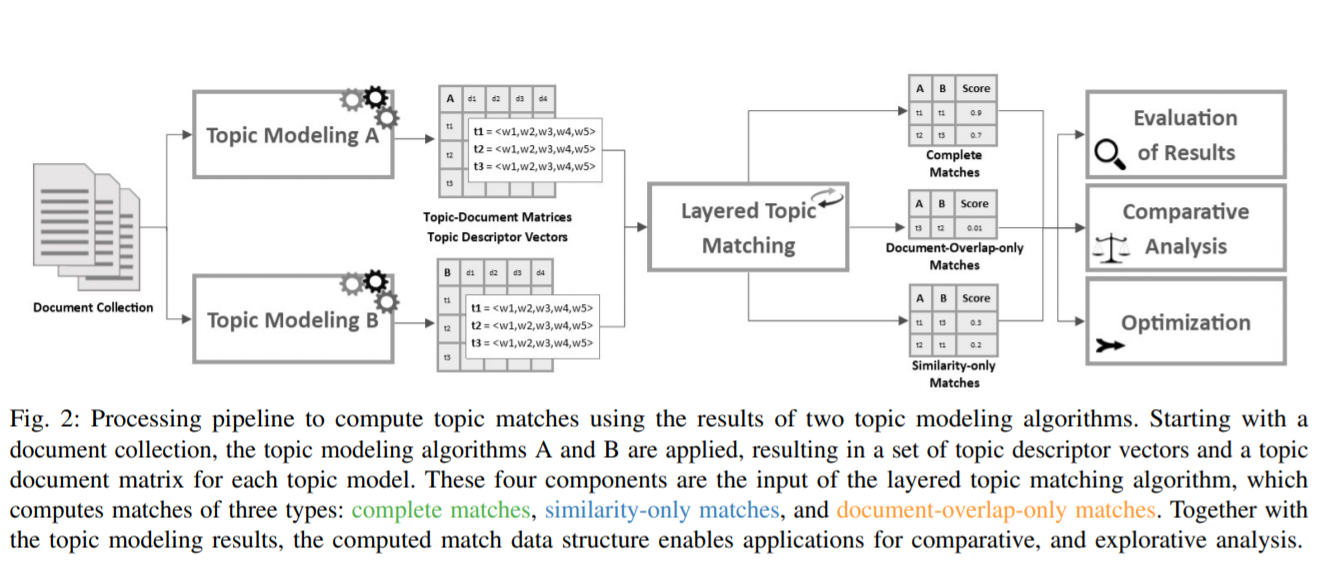 Document Collection
Topic Modeling A
Topic Modeling B
A d1 d2 d3 d4
t1
t2
t3
t1 = <w1,w2,w3,w4,w5>
t2 = <w1,w2,w3,w4,w5>
t3 = <w1,w2,w3,w4,w5>
Topic-Document Matrices
Topic Descriptor Vectors
B d1 d2 d3 d4
t1
t2
t3
t1 = <w1,w2,w3,w4,w5>
t2 = <w1,w2,w3,w4,w5>
t3 = <w1,w2,w3,w4,w5>
Layered Topic
Matching
A B Score
t1 t1 0.9
t2 t3 0.7
Complete
Matches
A B Score
t3 t2 0.01
Document-Overlap-only
Matches
A B Score
t1 t3
t2 t1 0.2
Similarity-only
Matches
Evaluation
of Results
Comparative
Analysis
Optimization
Fig. 2: Processing pipeline to compute topic matches using the results of two topic modeling algorithms. Starting with a
document collection, the topic modeling algorithms A and B are applied, resulting in a set of topic descriptor vectors and a topic
document matrix for each topic model. These four components are the input of the layered topic matching algorithm, which
computes matches of three types: complete matches, similarity-only matches, and document-overlap-only matches. Together with
the topic modeling results, the computed match data structure enables applications for comparative, and explorative analysis.